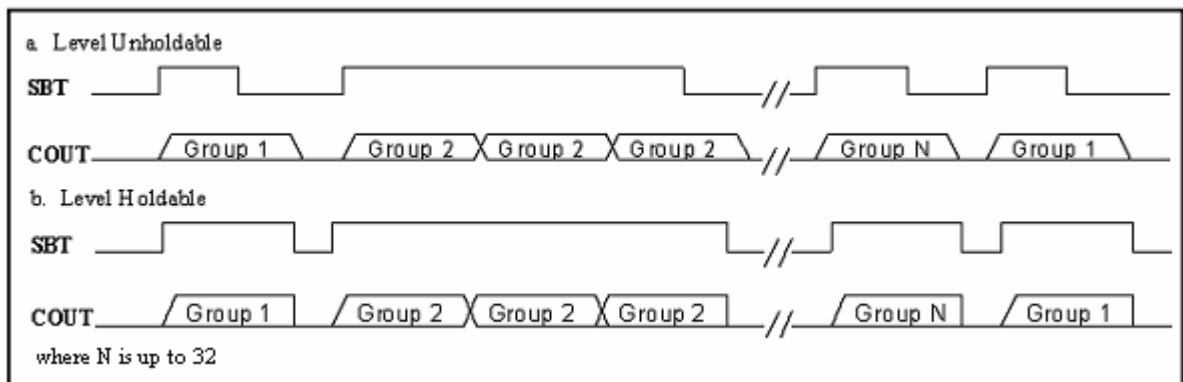 a. Level Unholdable
SBT
COUT Group 1 Group 2 Group 2 Group 2 // Group N Group 1
b. Level Holdable
SBT
COUT Group 1 Group 2 Group 2 Group 2 // Group N Group 1
where N is up to 32